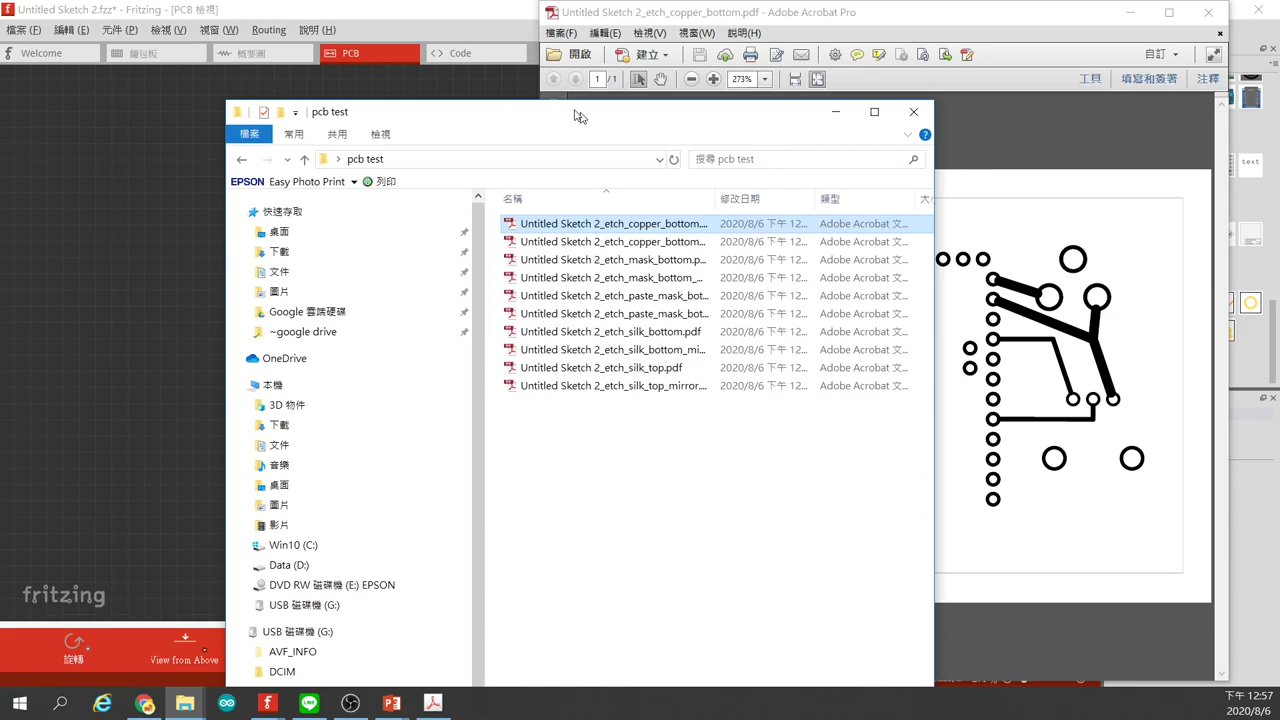 Untitled Sketch 2.fzz* - Fritzing - [PCB 檢視]
檔案 (F) 編輯 (E) 元件 (P) 檢視 (V) 視窗 (W) Routing 說明 (H)
Welcome 麵包板 概要圖 PCB Code
Untitled Sketch 2_etch_copper_bottom.pdf - Adobe Acrobat Pro
檔案(F) 編輯(E) 檢視(V) 視窗(W) 說明(H)
開啟 建立 自訂
1 / 1 273% 工具 填寫和簽署 注釋
text
pcb test
檔案 常用 共用 檢視
pcb test 搜尋 pcb test
EPSON Easy Photo Print 列印
快速存取
桌面
下載
文件
圖片
Google 雲端硬碟
~google drive
OneDrive
本機
3D 物件
下載
文件
音樂
桌面
圖片
影片
Win10 (C:)
Data (D:)
DVD RW 磁碟機 (E:) EPSON
USB 磁碟機 (G:)
USB 磁碟機 (G:)
AVF_INFO
DCIM
名稱 修改日期 類型
Untitled Sketch 2_etch_copper_bottom.... 2020/8/6 下午 12... Adobe Acrobat 文...
Untitled Sketch 2_etch_copper_bottom... 2020/8/6 下午 12... Adobe Acrobat 文...
Untitled Sketch 2_etch_mask_bottom.p... 2020/8/6 下午 12... Adobe Acrobat 文...
Untitled Sketch 2_etch_mask_bottom_... 2020/8/6 下午 12... Adobe Acrobat 文...
Untitled Sketch 2_etch_paste_mask_bot... 2020/8/6 下午 12... Adobe Acrobat 文...
Untitled Sketch 2_etch_paste_mask_bot... 2020/8/6 下午 12... Adobe Acrobat 文...
Untitled Sketch 2_etch_silk_bottom.pdf 2020/8/6 下午 12... Adobe Acrobat 文...
Untitled Sketch 2_etch_silk_bottom_mi... 2020/8/6 下午 12... Adobe Acrobat 文...
Untitled Sketch 2_etch_silk_top.pdf 2020/8/6 下午 12... Adobe Acrobat 文...
Untitled Sketch 2_etch_silk_top_mirror.... 2020/8/6 下午 12... Adobe Acrobat 文...
fritzing
旋轉 View from Above
下午 12:57
2020/8/6